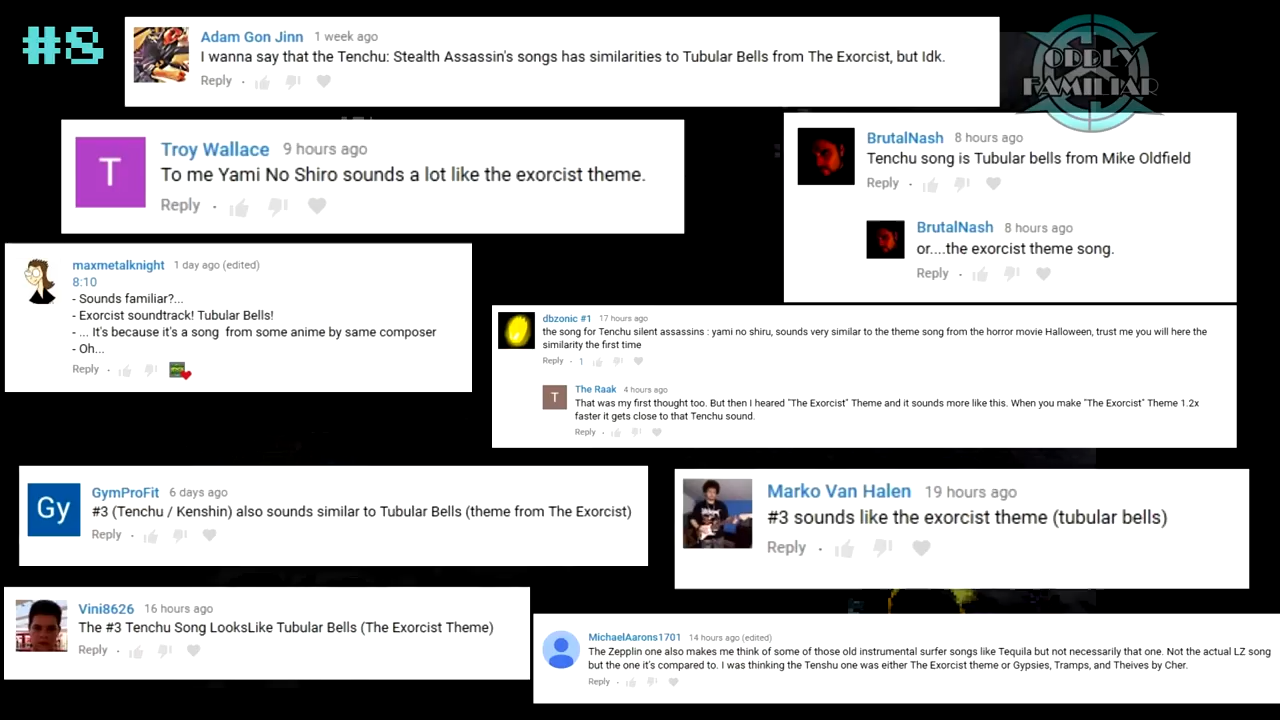 #8
ODDLY
FAMILIAR
Adam Gon Jinn 1 week ago
I wanna say that the Tenchu: Stealth Assassin's songs has similarities to Tubular Bells from The Exorcist, but Idk.
Reply
T
Troy Wallace 9 hours ago
To me Yami No Shiro sounds a lot like the exorcist theme.
Reply
BrutalNash 8 hours ago
Tenchu song is Tubular bells from Mike Oldfield
Reply
BrutalNash 8 hours ago
or....the exorcist theme song.
Reply
maxmetalknight 1 day ago (edited)
8:10
- Sounds familiar?...
- Exorcist soundtrack! Tubular Bells!
- ... It's because it's a song from some anime by same composer
- Oh...
Reply
dbzonic #1 17 hours ago
the song for Tenchu silent assassins : yami no shiru, sounds very similar to the theme song from the horror movie Halloween, trust me you will here the
similarity the first time
Reply 1
T
The Raak 4 hours ago
That was my first thought too. But then I heared "The Exorcist" Theme and it sounds more like this. When you make "The Exorcist" Theme 1.2x
faster it gets close to that Tenchu sound.
Reply
Gy
GymProFit 6 days ago
#3 (Tenchu / Kenshin) also sounds similar to Tubular Bells (theme from The Exorcist)
Reply
Marko Van Halen 19 hours ago
#3 sounds like the exorcist theme (tubular bells)
Reply
Vini8626 16 hours ago
The #3 Tenchu Song LooksLike Tubular Bells (The Exorcist Theme)
Reply
MichaelAarons1701 14 hours ago (edited)
The Zepplin one also makes me think of some of those old instrumental surfer songs like Tequila but not necessarily that one. Not the actual LZ song
but the one it's compared to. I was thinking the Tenshu one was either The Exorcist theme or Gypsies, Tramps, and Theives by Cher.
Reply